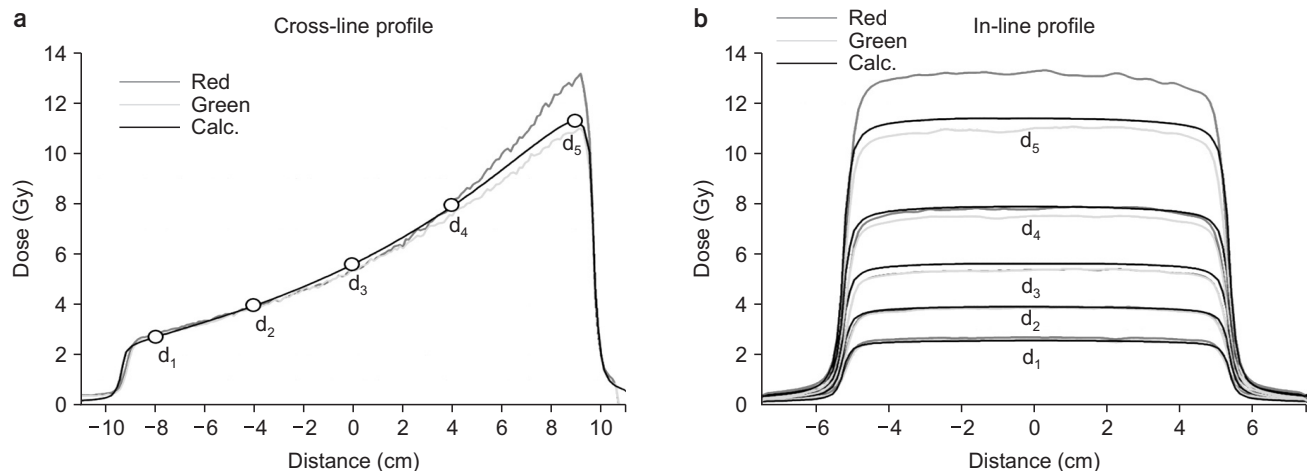 a
Cross-line profile
Red
Green
Calc.
14
12
10
8
6
4
2
0
Dose (Gy)
d1
d2
d3
d4
d5
−10 −8 −6 −4 −2 0 2 4 6 8 10
Distance (cm)
b
In-line profile
Red
Green
Calc.
14
12
10
8
6
4
2
0
Dose (Gy)
d5
d4
d3
d2
d1
−6 −4 −2 0 2 4 6
Distance (cm)